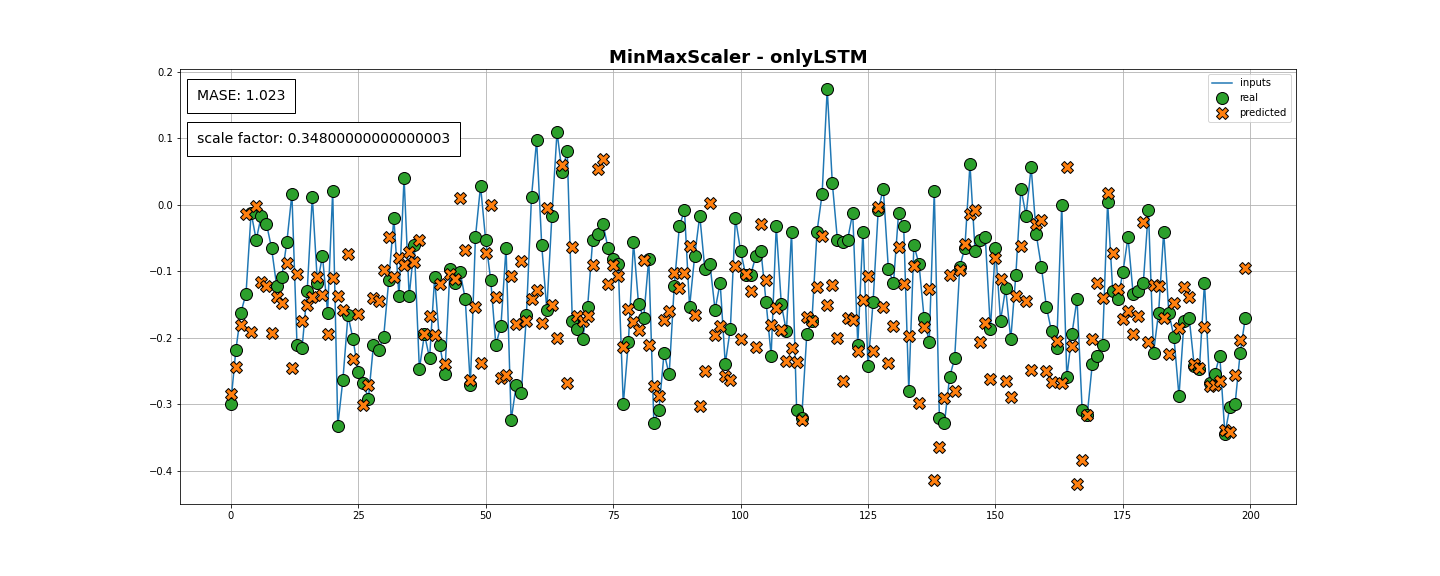 MinMaxScaler - onlyLSTM
MASE: 1.023
scale factor: 0.34800000000000003
inputs
real
predicted
0.2
0.1
0.0
−0.1
−0.2
−0.3
−0.4
0 25 50 75 100 125 150 175 200